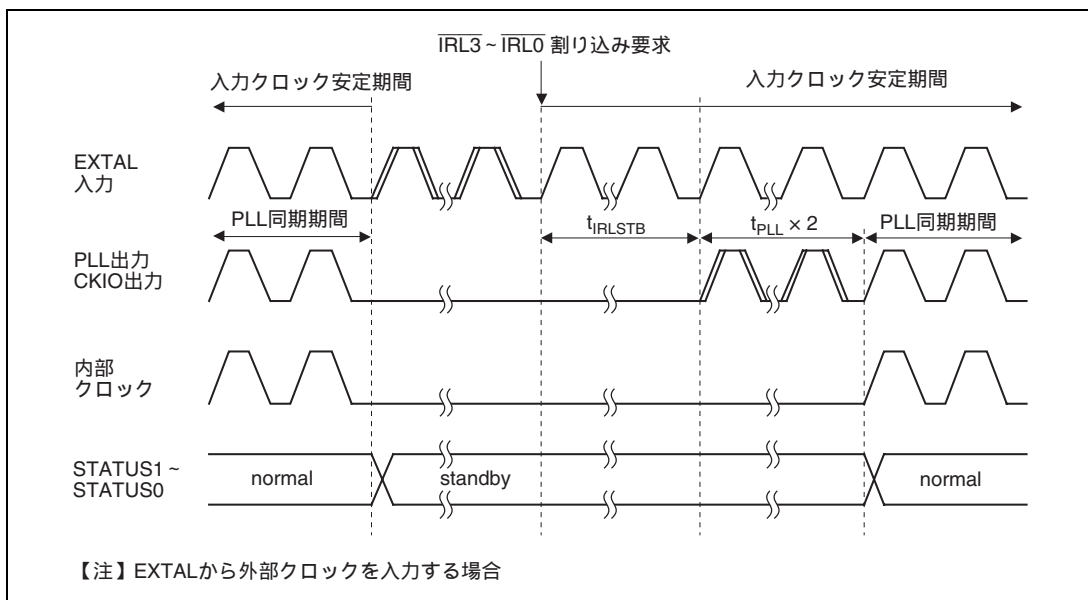 IRL3 ~ IRL0 割り込み要求
入力クロック安定期間
入力クロック安定期間
EXTAL
入力
PLL同期期間
tIRLSTB
tPLL × 2
PLL同期期間
PLL出力
CKIO出力
内部
クロック
STATUS1 ~
STATUS0
normal
standby
normal
【注】EXTALから外部クロックを入力する場合